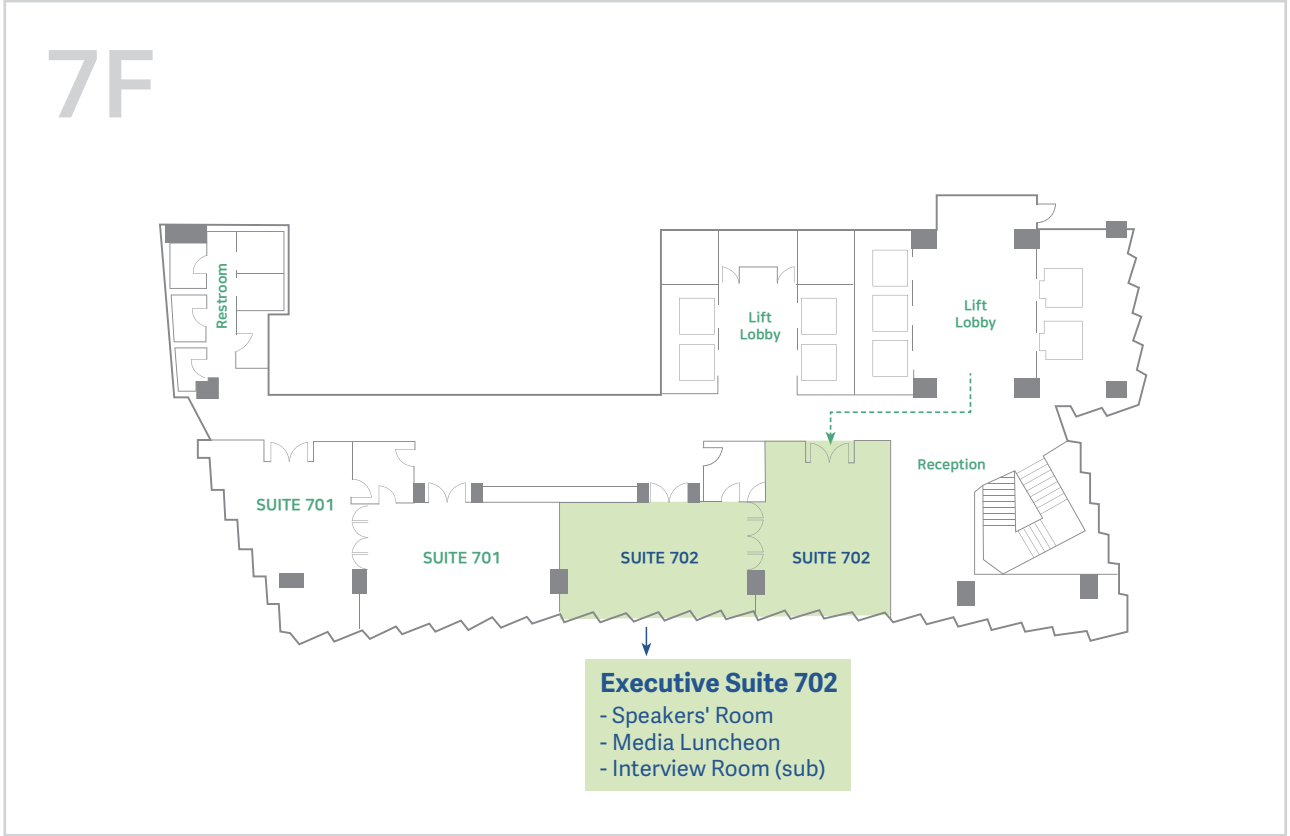 7F
Restroom
Lift
Lobby
Lift
Lobby
Reception
SUITE 701
SUITE 701
SUITE 702
SUITE 702
Executive Suite 702
- Speakers' Room
- Media Luncheon
- Interview Room (sub)